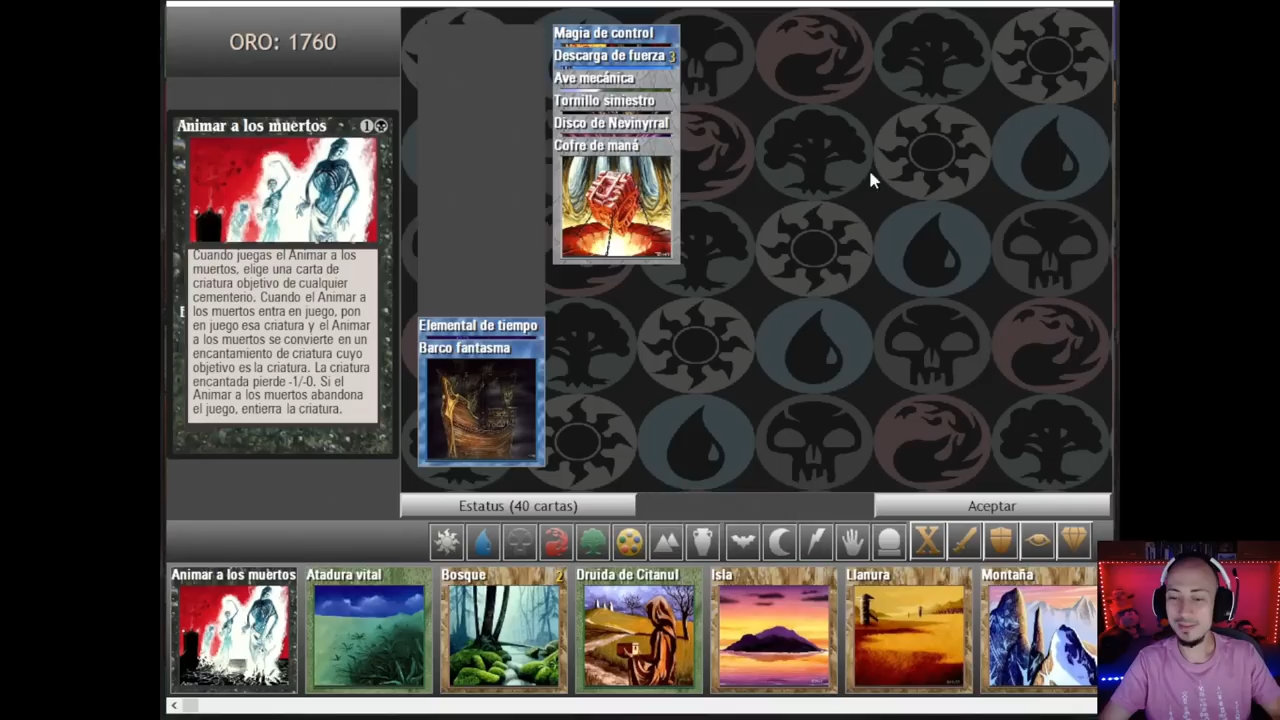 ORO: 1760
Animar a los muertos 1
Cuando juegas el Animar a los
muertos, elige una carta de
criatura objetivo de cualquier
cementerio. Cuando el Animar a
los muertos entra en juego, pon
en juego esa criatura y el Animar
a los muertos se convierte en un
encantamiento de criatura cuyo
objetivo es la criatura. La criatura
encantada pierde -1/-0. Si el
Animar a los muertos abandona
el juego, entierra la criatura.
Magia de control
Descarga de fuerza 3
Ave mecánica
Tornillo siniestro
Disco de Nevinyrral
Cofre de maná
Elemental de tiempo
Barco fantasma
Estatus (40 cartas)
Aceptar
X
Animar a los muertos
Atadura vital
Bosque 2
Druida de Citanul
Isla
Llanura
Montaña